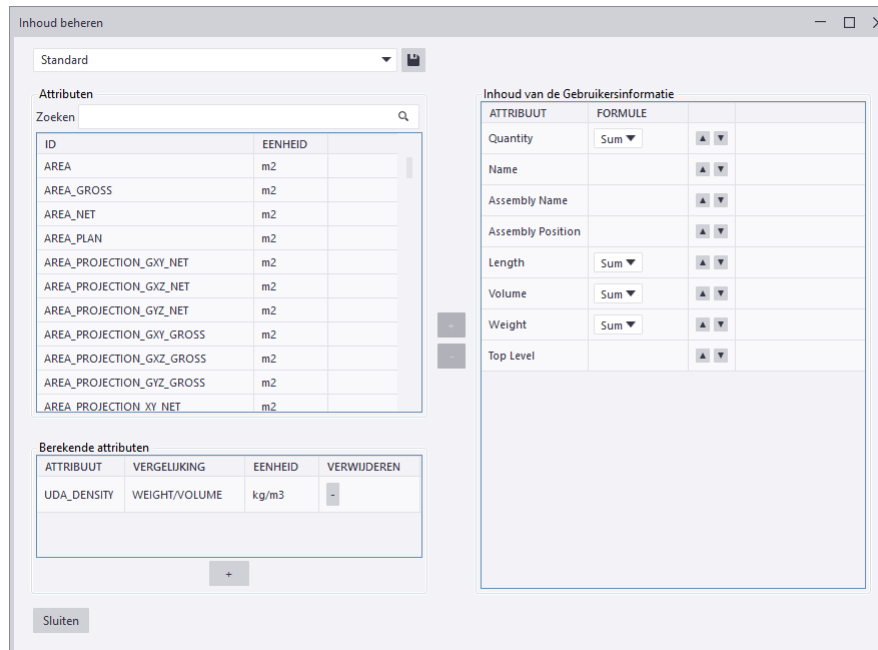 Inhoud beheren
Standard
Attributen
Zoeken
ID EENHEID
AREA m2
AREA_GROSS m2
AREA_NET m2
AREA_PLAN m2
AREA_PROJECTION_GXY_NET m2
AREA_PROJECTION_GXZ_NET m2
AREA_PROJECTION_GYZ_NET m2
AREA_PROJECTION_GXY_GROSS m2
AREA_PROJECTION_GXZ_GROSS m2
AREA_PROJECTION_GYZ_GROSS m2
AREA_PROJECTION_XY_NET m2
+
-
Berekende attributen
ATTRIBUUT VERGELIJKING EENHEID VERWIJDEREN
UDA_DENSITY WEIGHT/VOLUME kg/m3 -
+
Sluiten
Inhoud van de Gebruikersinformatie
ATTRIBUUT FORMULE
Quantity Sum
Name
Assembly Name
Assembly Position
Length Sum
Volume Sum
Weight Sum
Top Level